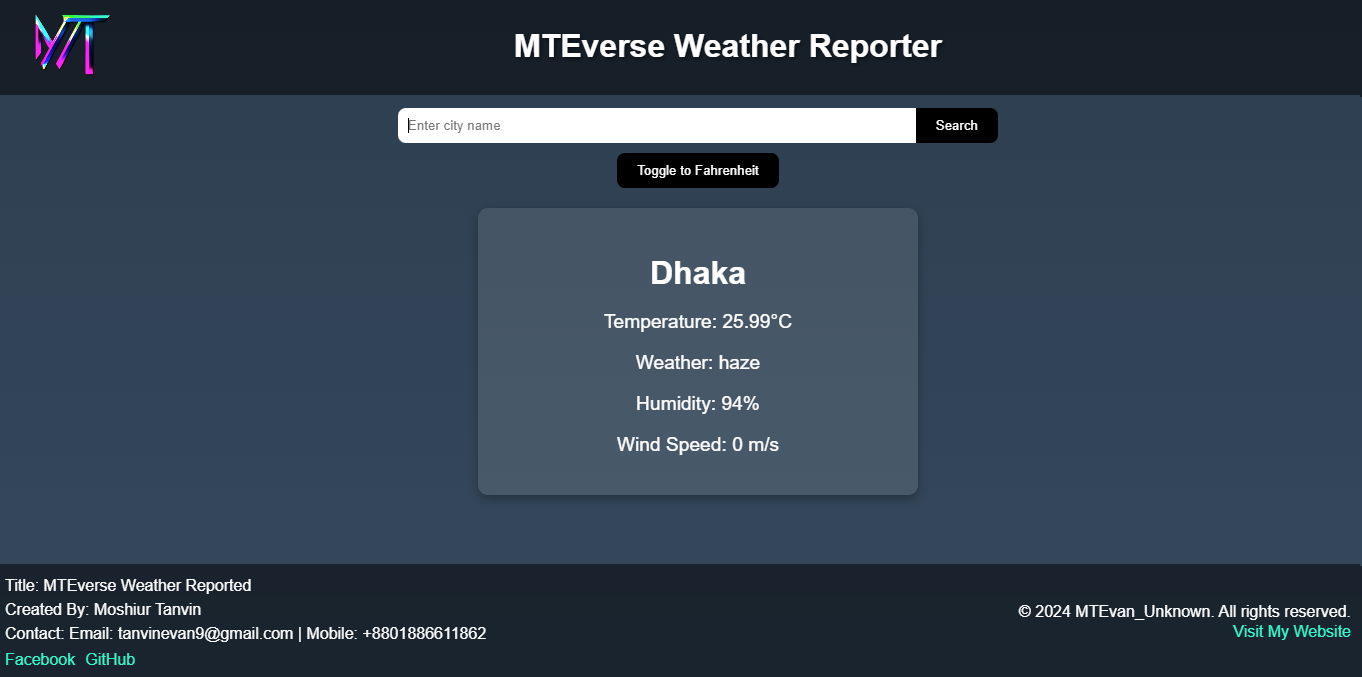 MT
MTEverse Weather Reporter
Enter city name
Search
Toggle to Fahrenheit
Dhaka
Temperature: 25.99°C
Weather: haze
Humidity: 94%
Wind Speed: 0 m/s
Title: MTEverse Weather Reported
Created By: Moshiur Tanvin
Contact: Email: tanvinevan9@gmail.com | Mobile: +8801886611862
Facebook GitHub
© 2024 MTEvan_Unknown. All rights reserved.
Visit My Website